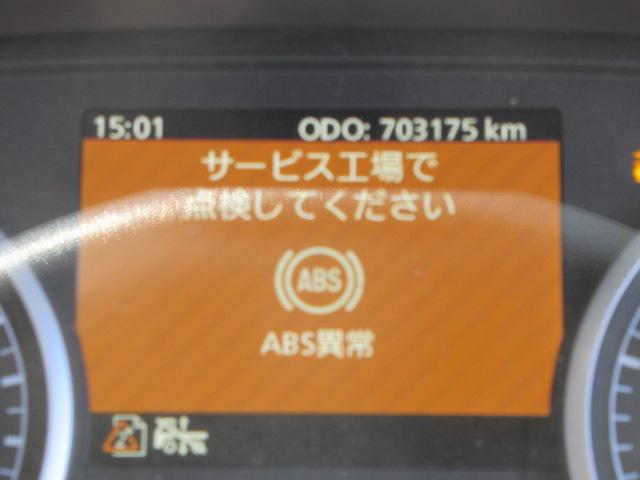 15:01 ODO: 703175 km
サービス工場で
点検してください
ABS
ABS異常